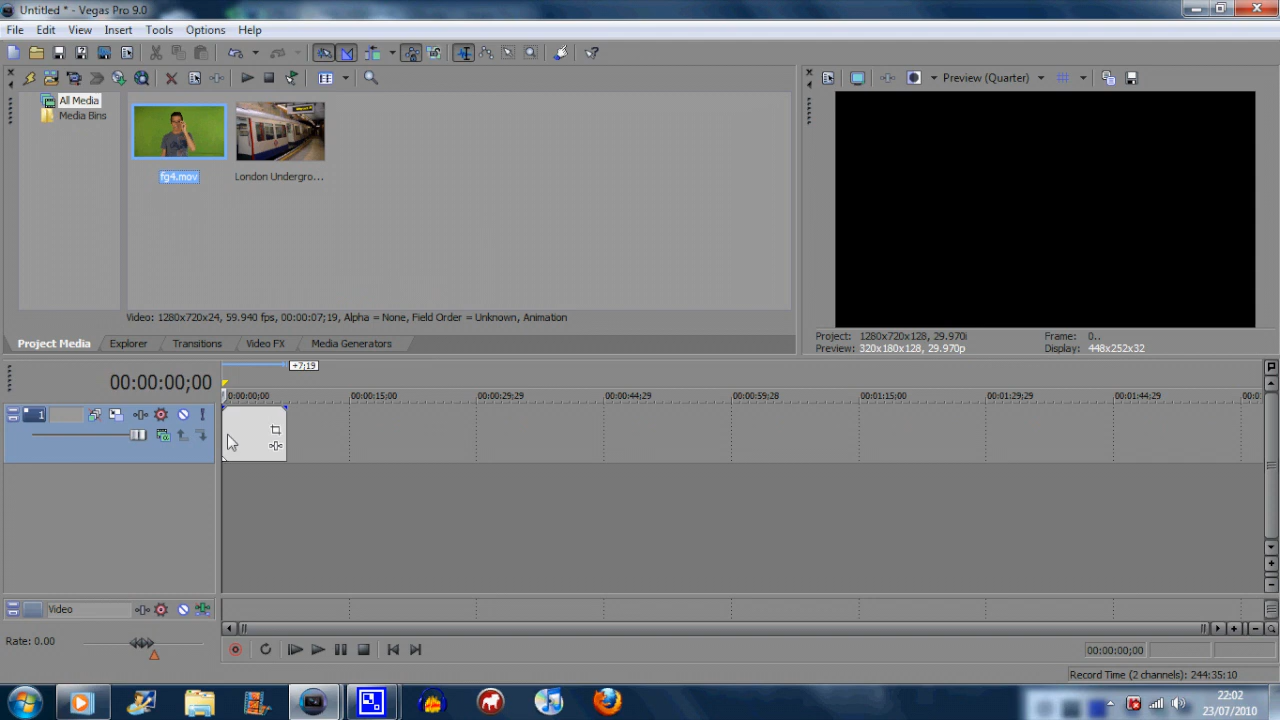 Untitled * - Vegas Pro 9.0
File Edit View Insert Tools Options Help
All Media
Media Bins
fg4.mov
London Undergro...
Preview (Quarter)
Video: 1280x720x24, 59.940 fps, 00:00:07;19, Alpha = None, Field Order = Unknown, Animation
Project Media Explorer Transitions Video FX Media Generators
Project: 1280x720x128, 29.970i
Frame: 0..
Preview: 320x180x128, 29.970p
Display: 448x252x32
+7;19
00:00:00;00
0:00:00;00 00:00:15;00 00:00:29;29 00:00:44;29 00:00:59;28 00:01:15;00 00:01:29;29 00:01:44;29 00:0
1
Video
Rate: 0.00
00:00:00;00
Record Time (2 channels): 244:35:10
22:02
23/07/2010